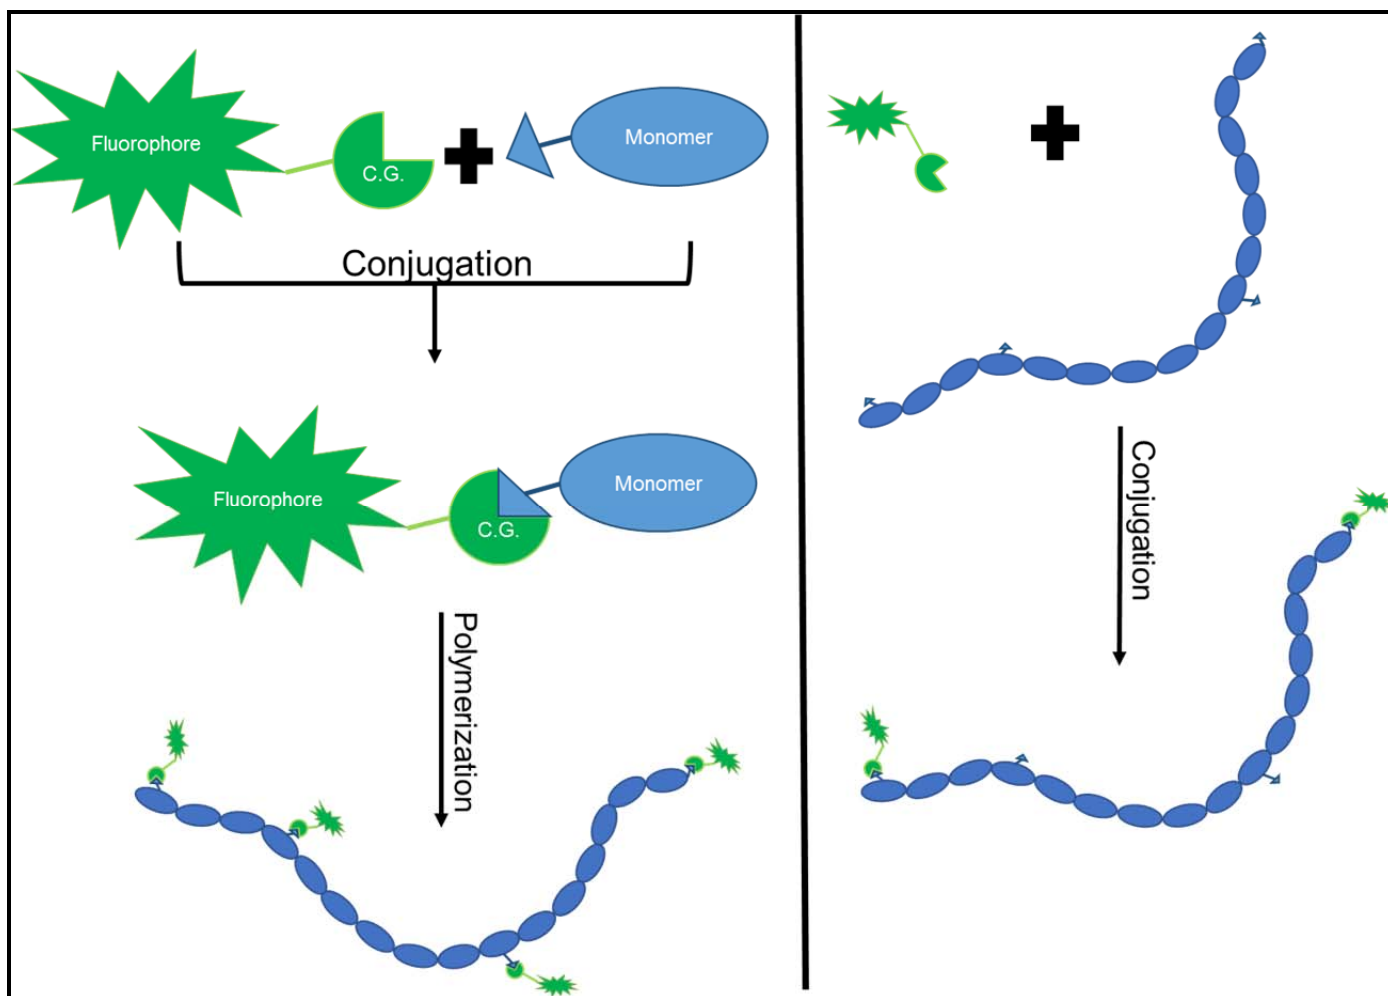 Fluorophore
C.G.
Monomer
Conjugation
Fluorophore
C.G.
Monomer
Polymerization
Conjugation